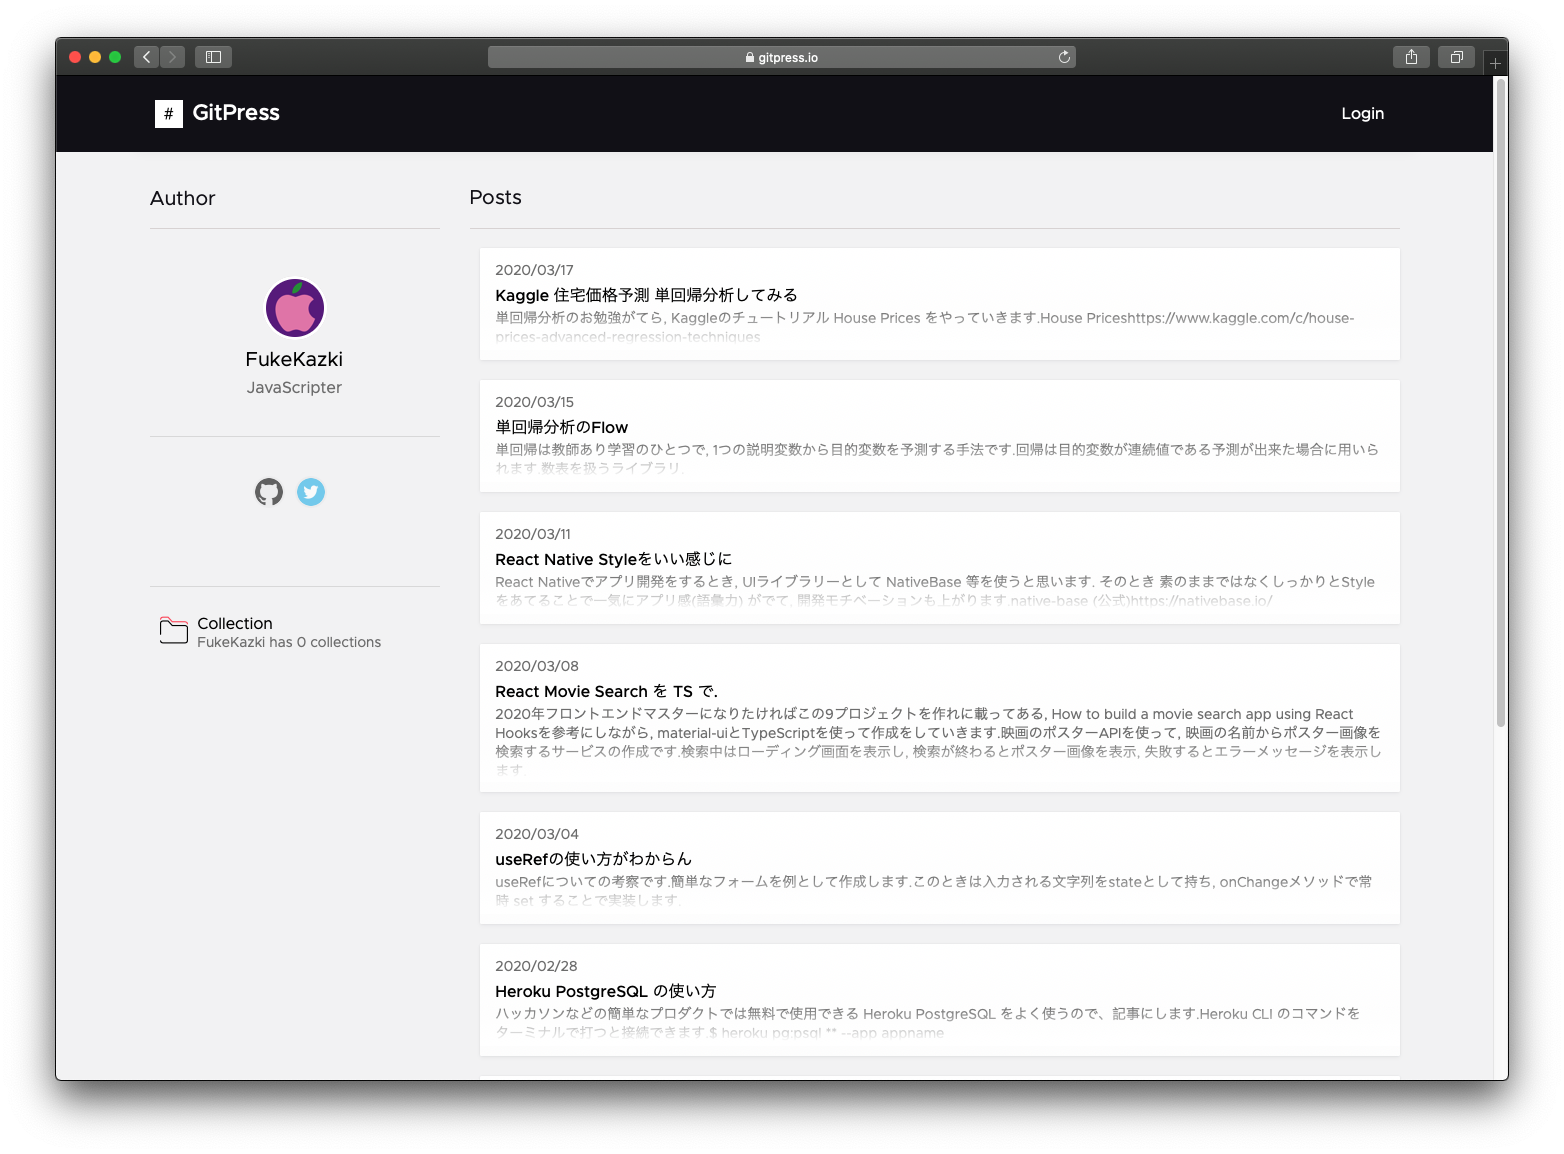 gitpress.io
# GitPress
Login
Author
FukeKazki
JavaScripter
Collection
FukeKazki has 0 collections
Posts
2020/03/17
Kaggle 住宅価格予測 単回帰分析してみる
単回帰分析のお勉強がてら, Kaggleのチュートリアル House Prices をやっていきます.House Priceshttps://www.kaggle.com/c/house-
prices-advanced-regression-techniques
2020/03/15
単回帰分析のFlow
単回帰は教師あり学習のひとつで, 1つの説明変数から目的変数を予測する手法です.回帰は目的変数が連続値である予測が出来た場合に用いら
れます.数表を扱うライブラリ.
2020/03/11
React Native Styleをいい感じに
React Nativeでアプリ開発をするとき, UIライブラリーとして NativeBase 等を使うと思います. そのとき 素のままではなくしっかりとStyle
をあてることで一気にアプリ感(語彙力) がでて, 開発モチベーションも上がります.native-base (公式)https://nativebase.io/
2020/03/08
React Movie Search を TS で.
2020年フロントエンドマスターになりたければこの9プロジェクトを作れに載ってある, How to build a movie search app using React
Hooksを参考にしながら, material-uiとTypeScriptを使って作成をしていきます.映画のポスターAPIを使って, 映画の名前からポスター画像を
検索するサービスの作成です.検索中はローディング画面を表示し, 検索が終わるとポスター画像を表示, 失敗するとエラーメッセージを表示し
ます.
2020/03/04
useRefの使い方がわからん
useRefについての考察です.簡単なフォームを例として作成します.このときは入力される文字列をstateとして持ち, onChangeメソッドで常
時 set することで実装します.
2020/02/28
Heroku PostgreSQL の使い方
ハッカソンなどの簡単なプロダクトでは無料で使用できる Heroku PostgreSQL をよく使うので、記事にします.Heroku CLI のコマンドを
ターミナルで打つと接続できます.$ heroku pg:psql ** --app appname